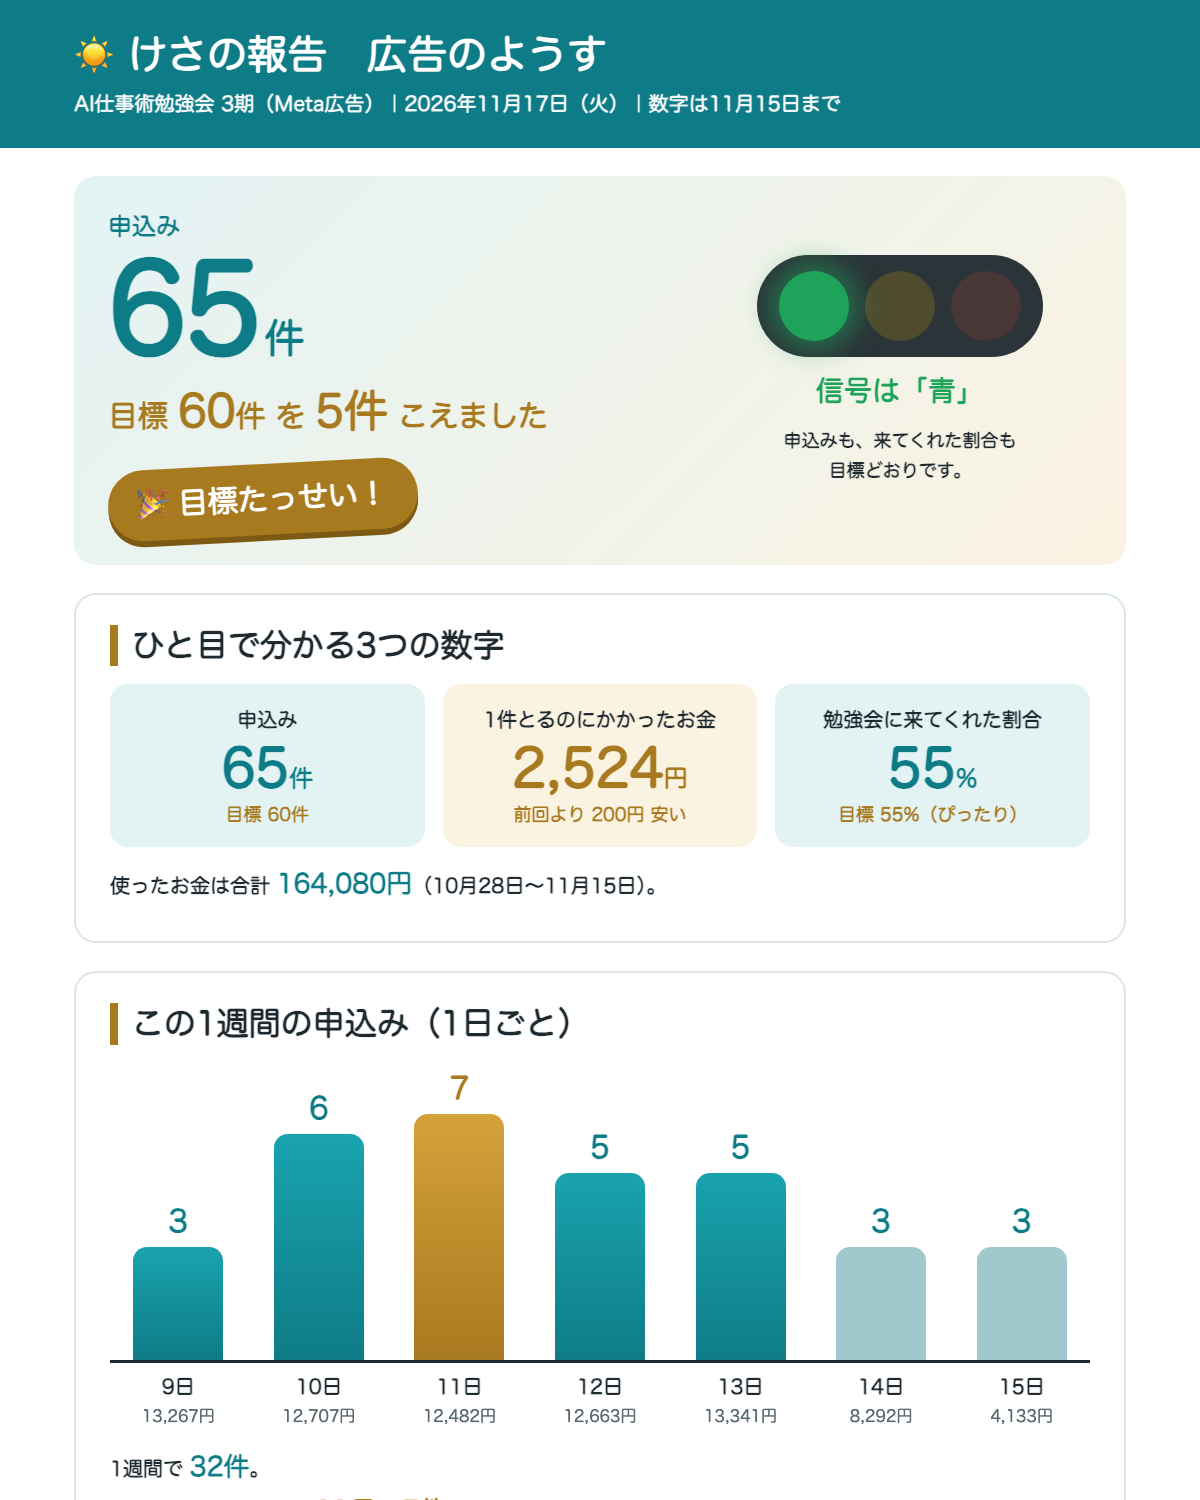 ☀️ けさの報告　広告のようす
AI仕事術勉強会 3期（Meta広告）｜2026年11月17日（火）｜数字は11月15日まで
申込み
65件
目標 60件 を 5件 こえました
🎉 目標たっせい！
信号は「青」
申込みも、来てくれた割合も
目標どおりです。
ひと目で分かる3つの数字
申込み
65件
目標 60件
1件とるのにかかったお金
2,524円
前回より 200円 安い
勉強会に来てくれた割合
55%
目標 55%（ぴったり）
使ったお金は合計 164,080円（10月28日〜11月15日）。
この1週間の申込み（1日ごと）
3 6 7 5 5 3 3
9日 10日 11日 12日 13日 14日 15日
13,267円 12,707円 12,482円 12,663円 13,341円 8,292円 4,133円
1週間で 32件。